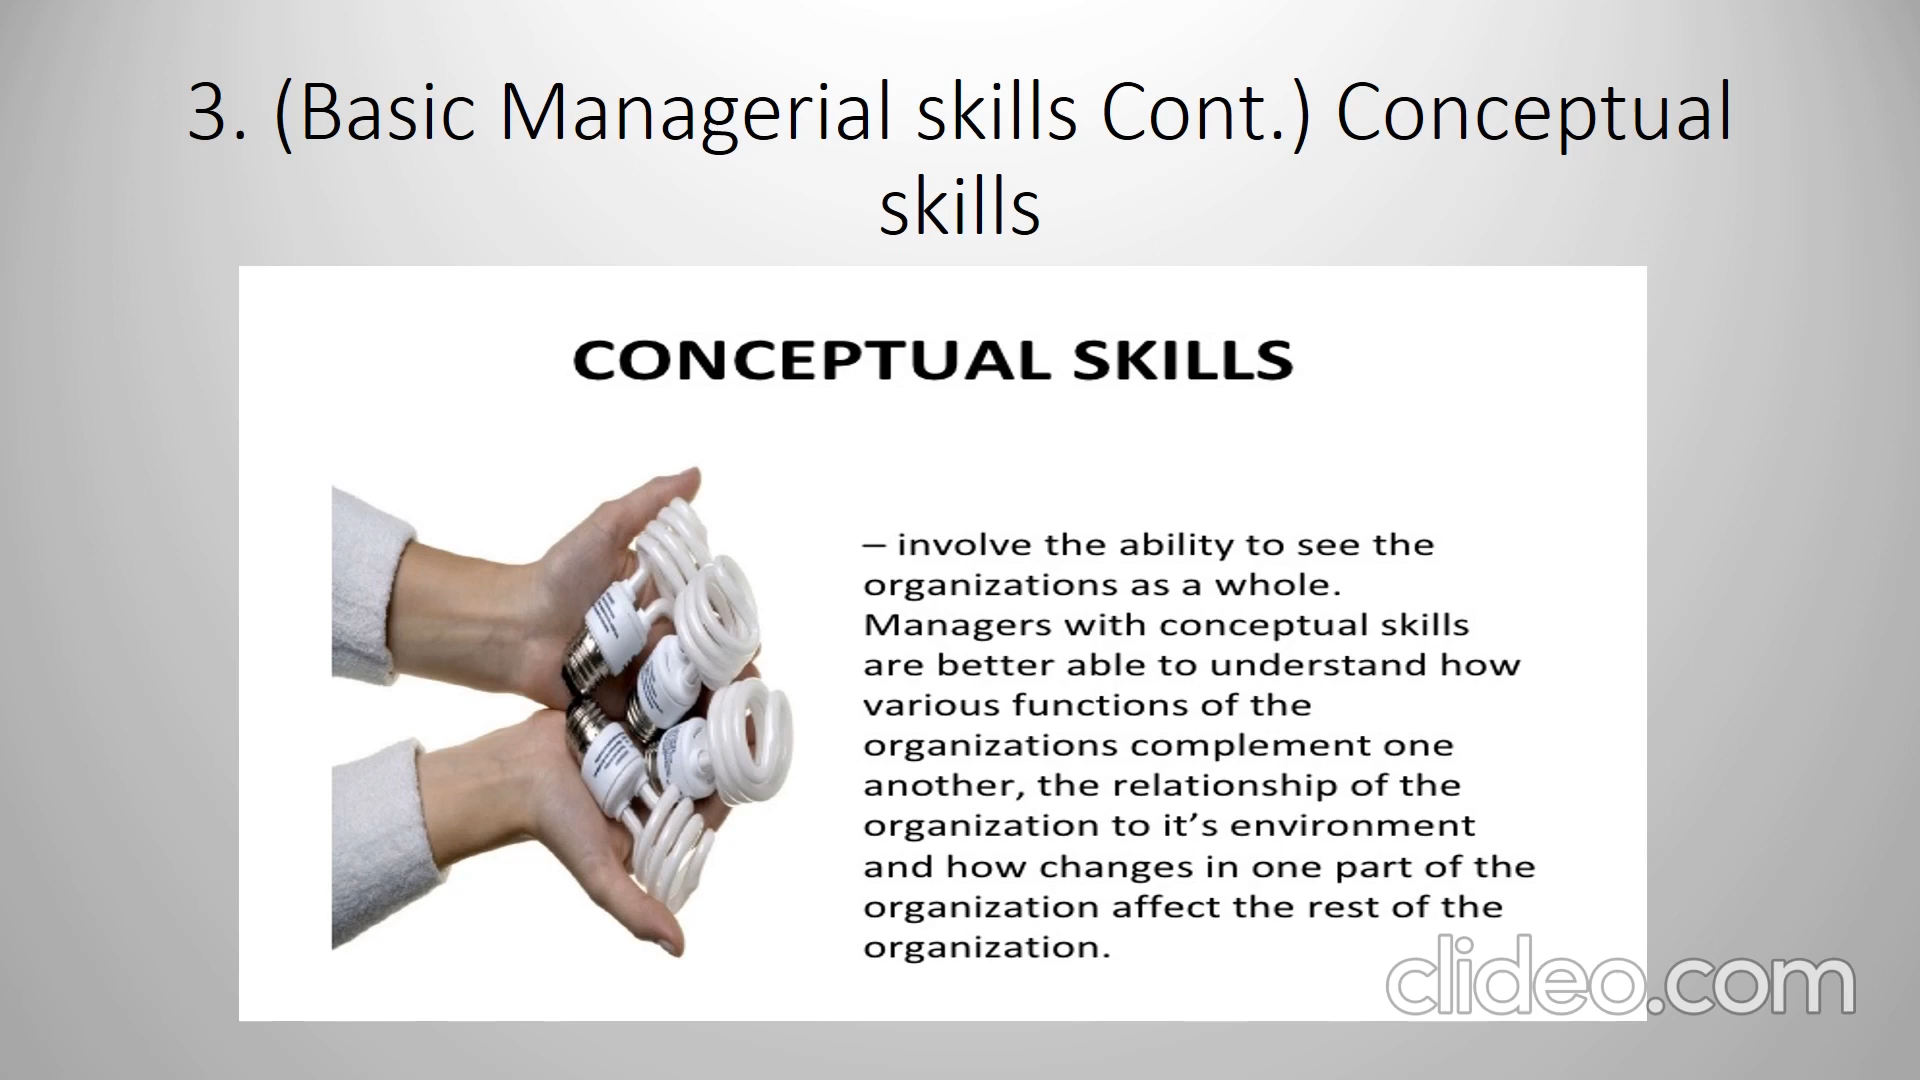 3. (Basic Managerial skills Cont.) Conceptual
skills
CONCEPTUAL SKILLS
– involve the ability to see the
organizations as a whole.
Managers with conceptual skills
are better able to understand how
various functions of the
organizations complement one
another, the relationship of the
organization to it’s environment
and how changes in one part of the
organization affect the rest of the
organization.
clideo.com